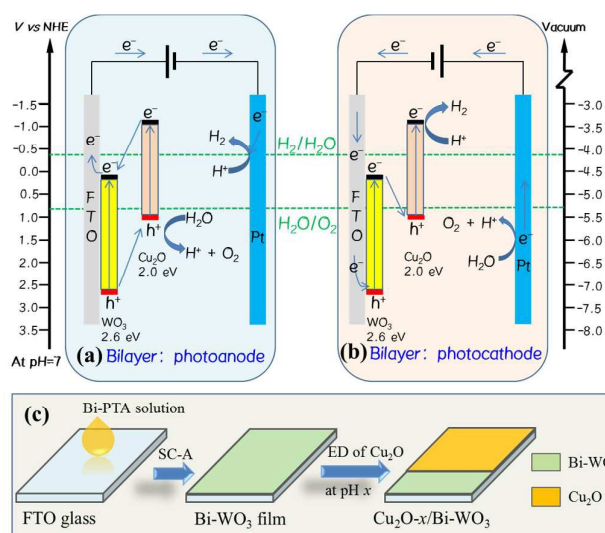 V vs NHE
-1.5
-1.0
-0.5
0.0
0.5
1.0
1.5
2.0
2.5
3.0
3.5
At pH=7
e⁻
e⁻
e⁻
FTO
e⁻
e⁻
e⁻
H₂
H⁺
Pt
H₂O
h⁺
H⁺ + O₂
Cu₂O
2.0 eV
h⁺
WO₃
2.6 eV
(a) Bilayer: photoanode
H₂/H₂O
H₂O/O₂
e⁻
e⁻
e⁻
e⁻
H₂
H⁺
e⁻
FTO
e⁻
h⁺
Cu₂O
2.0 eV
O₂ + H⁺
H₂O
e⁻
Pt
h⁺
WO₃
2.6 eV
(b) Bilayer: photocathode
Vacuum
-3.0
-3.5
-4.0
-4.5
-5.0
-5.5
-6.0
-6.5
-7.0
-7.5
-8.0
(c)
Bi-PTA solution
FTO glass
SC-A
Bi-WO₃ film
ED of Cu₂O
at pH x
Cu₂O-x/Bi-WO₃
Cu₂O